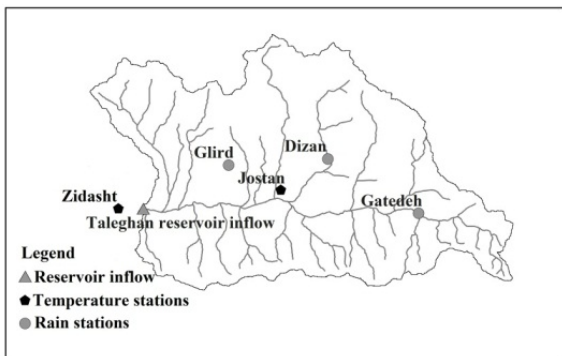 Dizan
Glird
Jostan
Zidasht
Gatedeh
Taleghan reservoir inflow
Legend
Reservoir inflow
Temperature stations
Rain stations